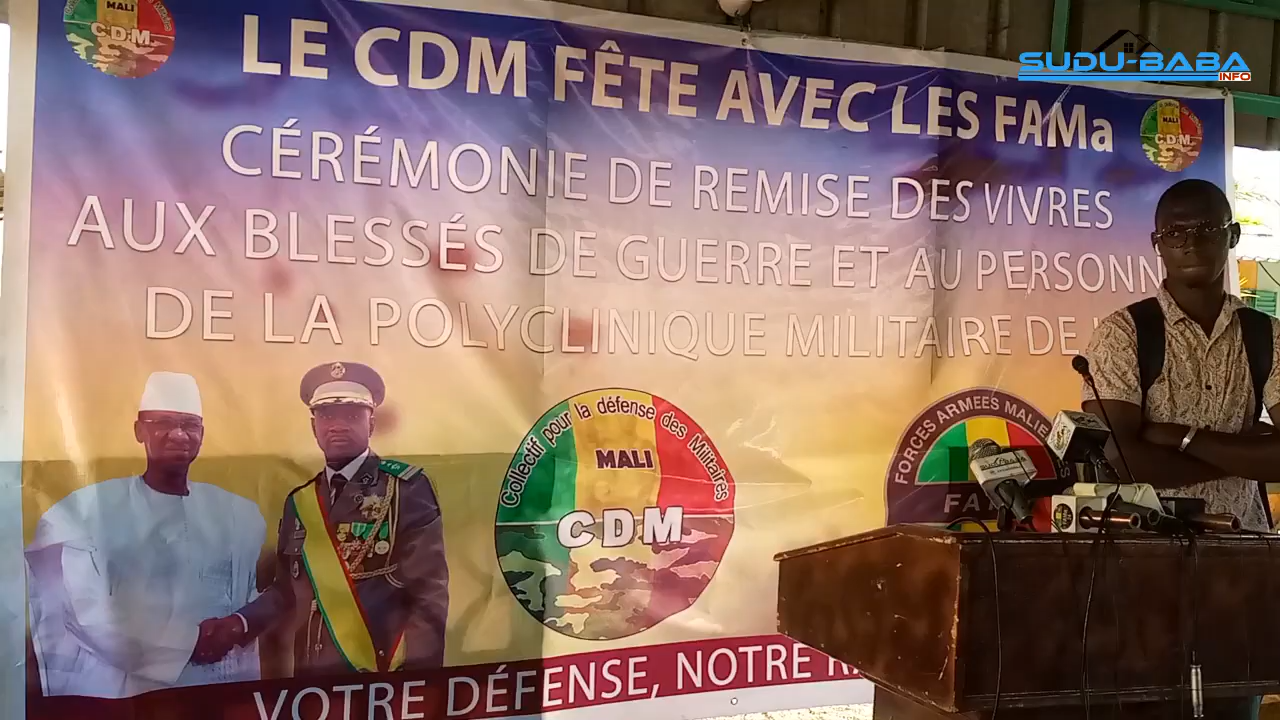 SUDU-BABA
INFO
MALI
CDM
LE CDM FÊTE AVEC LES FAMa
MALI
CDM
CÉRÉMONIE DE REMISE DES VIVRES
AUX BLESSÉS DE GUERRE ET AU PERSONN
DE LA POLYCLINIQUE MILITAIRE DE
Collectif pour la défense des Militaires
MALI
CDM
FORCES ARMEES MALIE
FA
VOTRE DÉFENSE, NOTRE